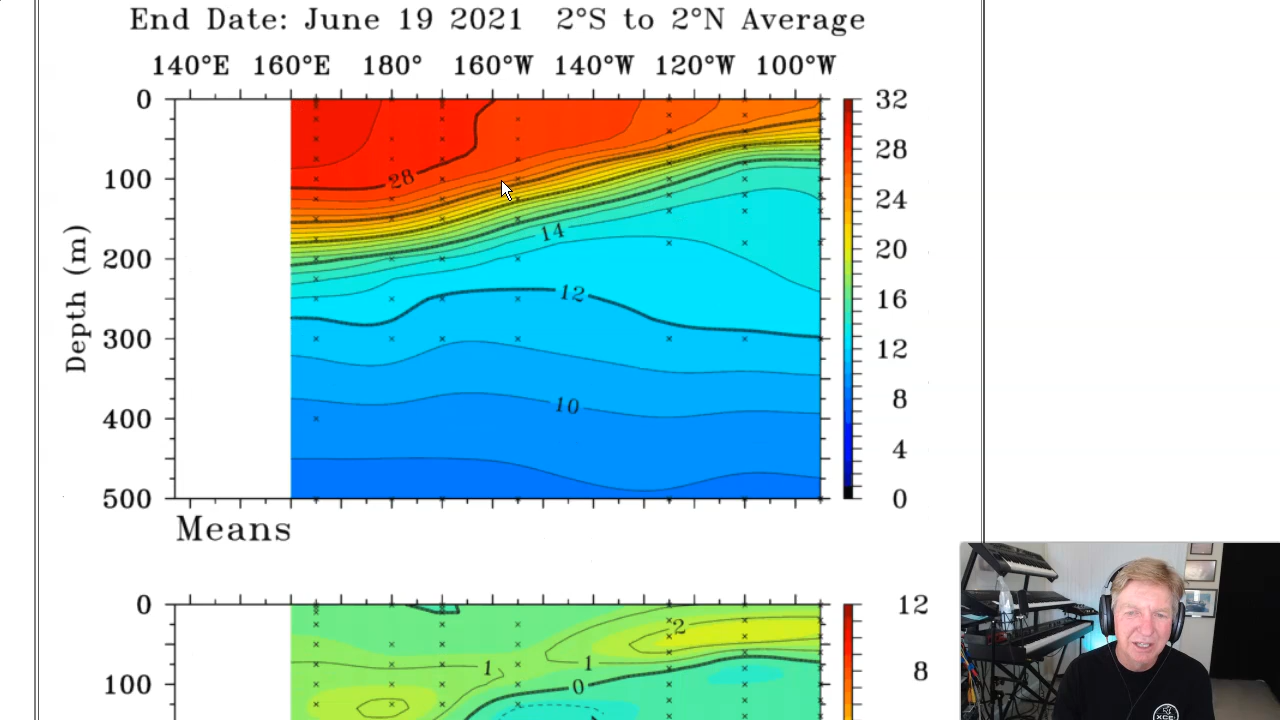 End Date: June 19 2021 2°S to 2°N Average
140°E 160°E 180° 160°W 140°W 120°W 100°W
0 32
28
100 28
24
14
200 20
16
12
300 12
10 8
400
4
500 0
Depth (m)
Means
0 12
2
1 1 8
0
100
XCE